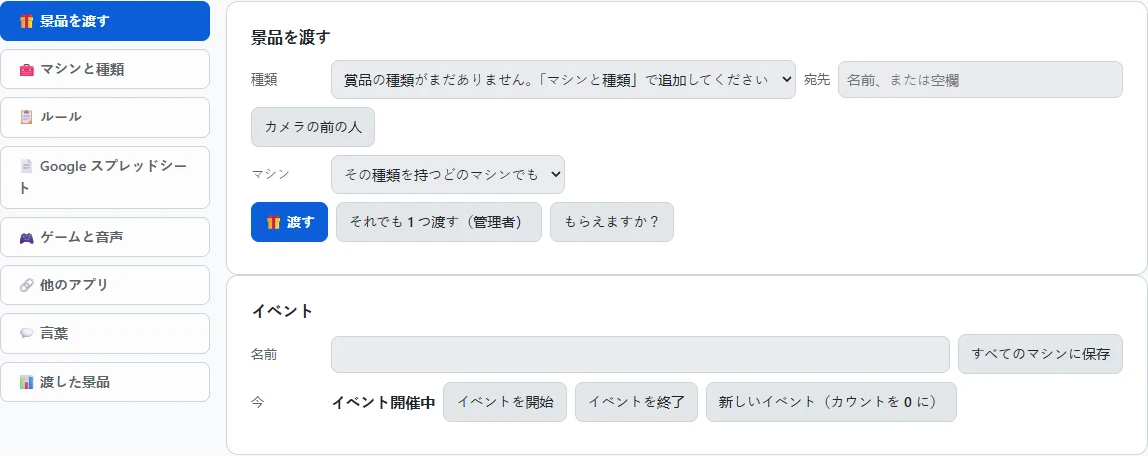 景品を渡す
マシンと種類
ルール
Google スプレッドシー
ト
ゲームと音声
他のアプリ
言葉
渡した景品
景品を渡す
種類 賞品の種類がまだありません。「マシンと種類」で追加してください 宛先 名前、または空欄
カメラの前の人
マシン その種類を持つどのマシンでも
渡す それでも 1 つ渡す（管理者） もらえますか？
イベント
名前 すべてのマシンに保存
今 イベント開催中 イベントを開始 イベントを終了 新しいイベント（カウントを 0 に）